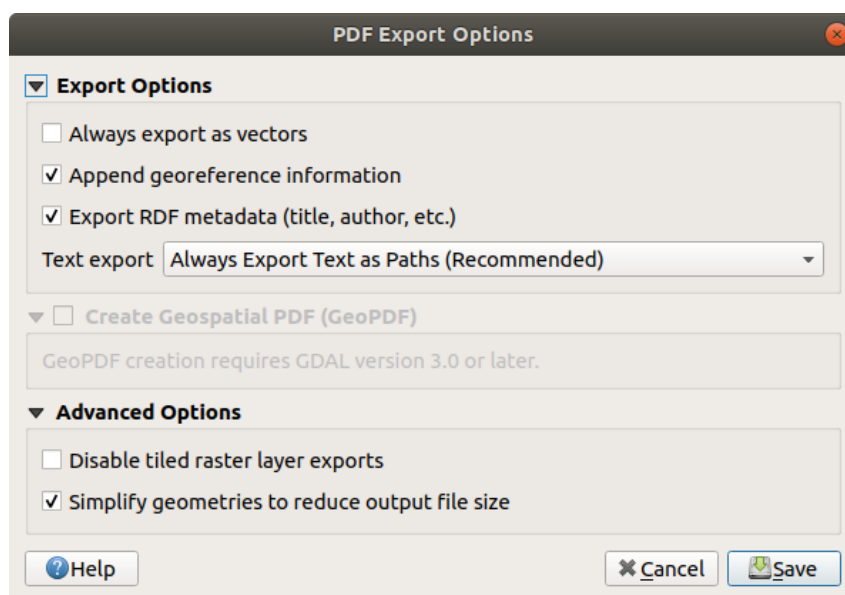 PDF Export Options
Export Options
Always export as vectors
Append georeference information
Export RDF metadata (title, author, etc.)
Text export Always Export Text as Paths (Recommended)
Create Geospatial PDF (GeoPDF)
GeoPDF creation requires GDAL version 3.0 or later.
Advanced Options
Disable tiled raster layer exports
Simplify geometries to reduce output file size
Help Cancel Save